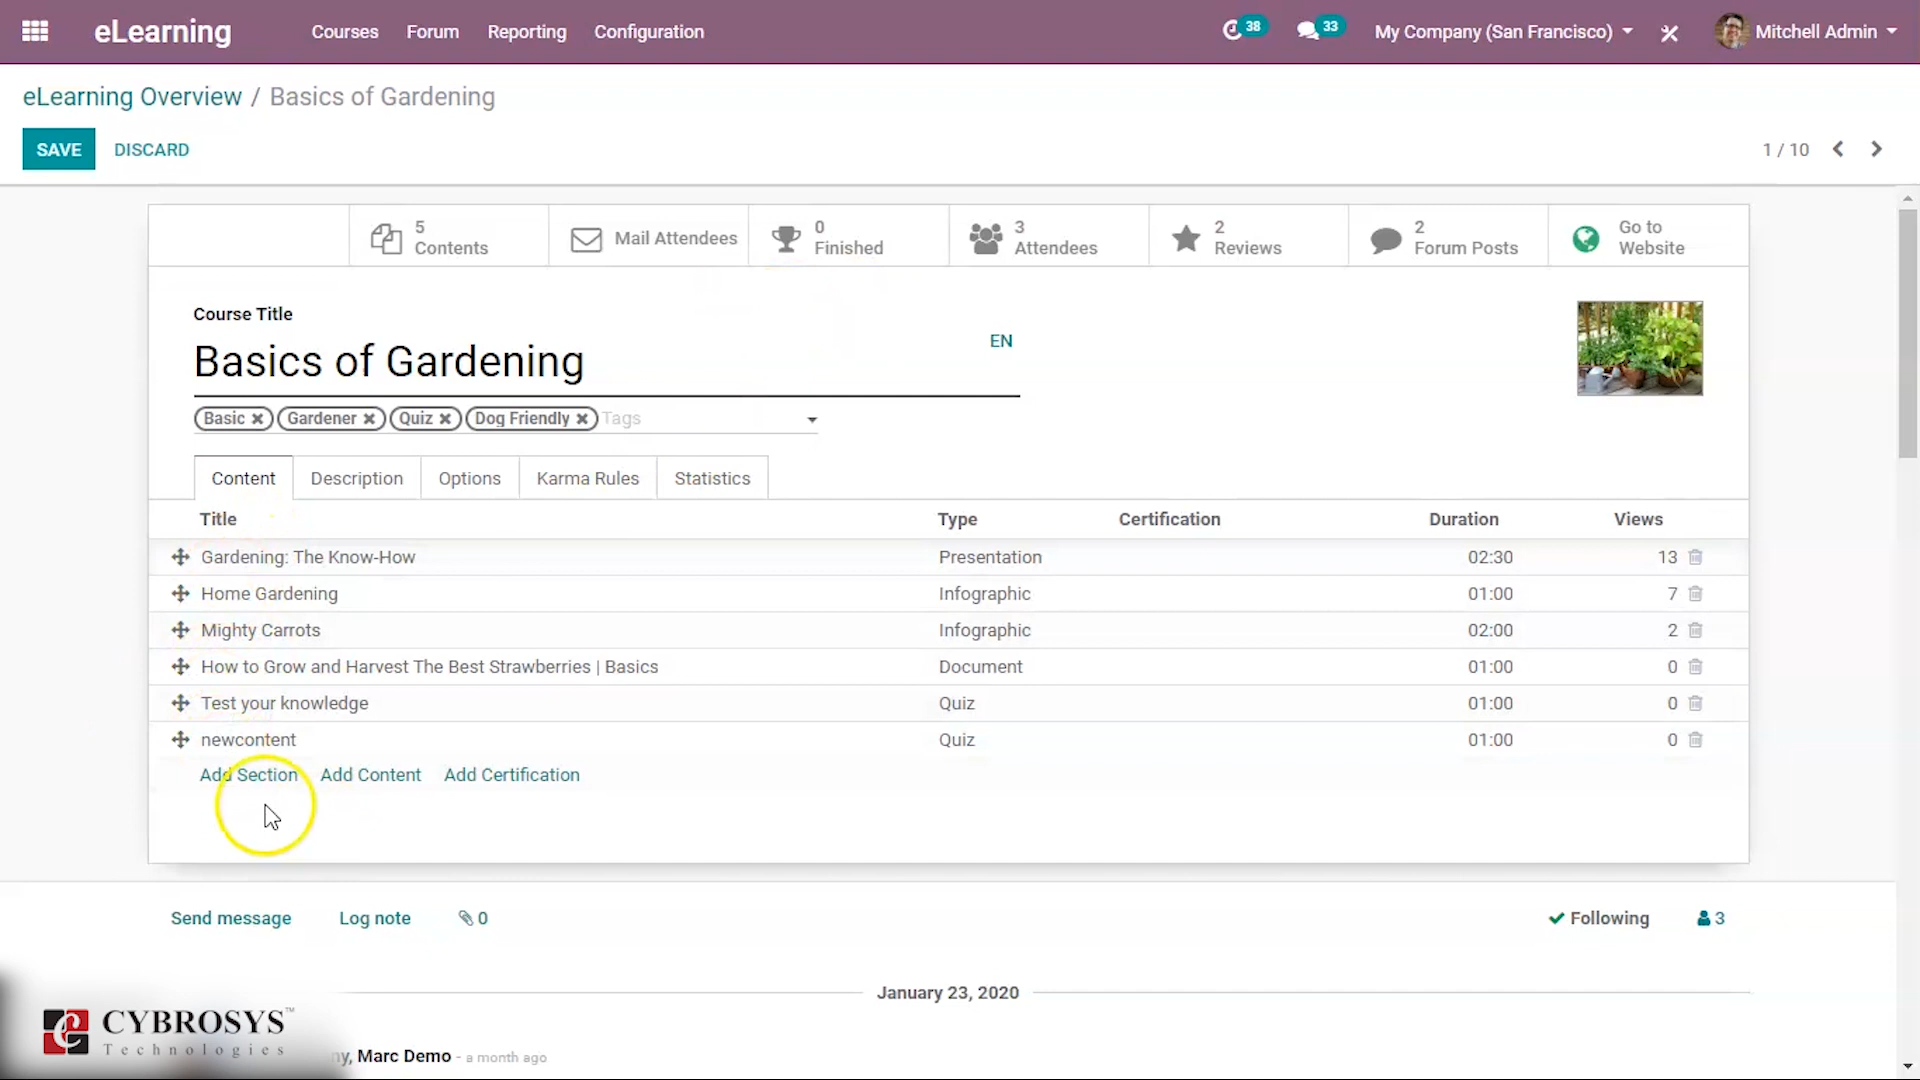 eLearning Courses Forum Reporting Configuration 38 33 My Company (San Francisco) Mitchell Admin
eLearning Overview / Basics of Gardening
SAVE DISCARD 1 / 10
5 Contents
Mail Attendees
0 Finished
3 Attendees
2 Reviews
2 Forum Posts
Go to Website
Course Title
EN
Basics of Gardening
Basic Gardener Quiz Dog Friendly Tags
Content Description Options Karma Rules Statistics
Title Type Certification Duration Views
Gardening: The Know-How Presentation 02:30 13
Home Gardening Infographic 01:00 7
Mighty Carrots Infographic 02:00 2
How to Grow and Harvest The Best Strawberries | Basics Document 01:00 0
Test your knowledge Quiz 01:00 0
newcontent Quiz 01:00 0
Add Section Add Content Add Certification
Send message Log note 0 Following 3
January 23, 2020
CYBROSYS™
Technologies
Marc Demo - a month ago